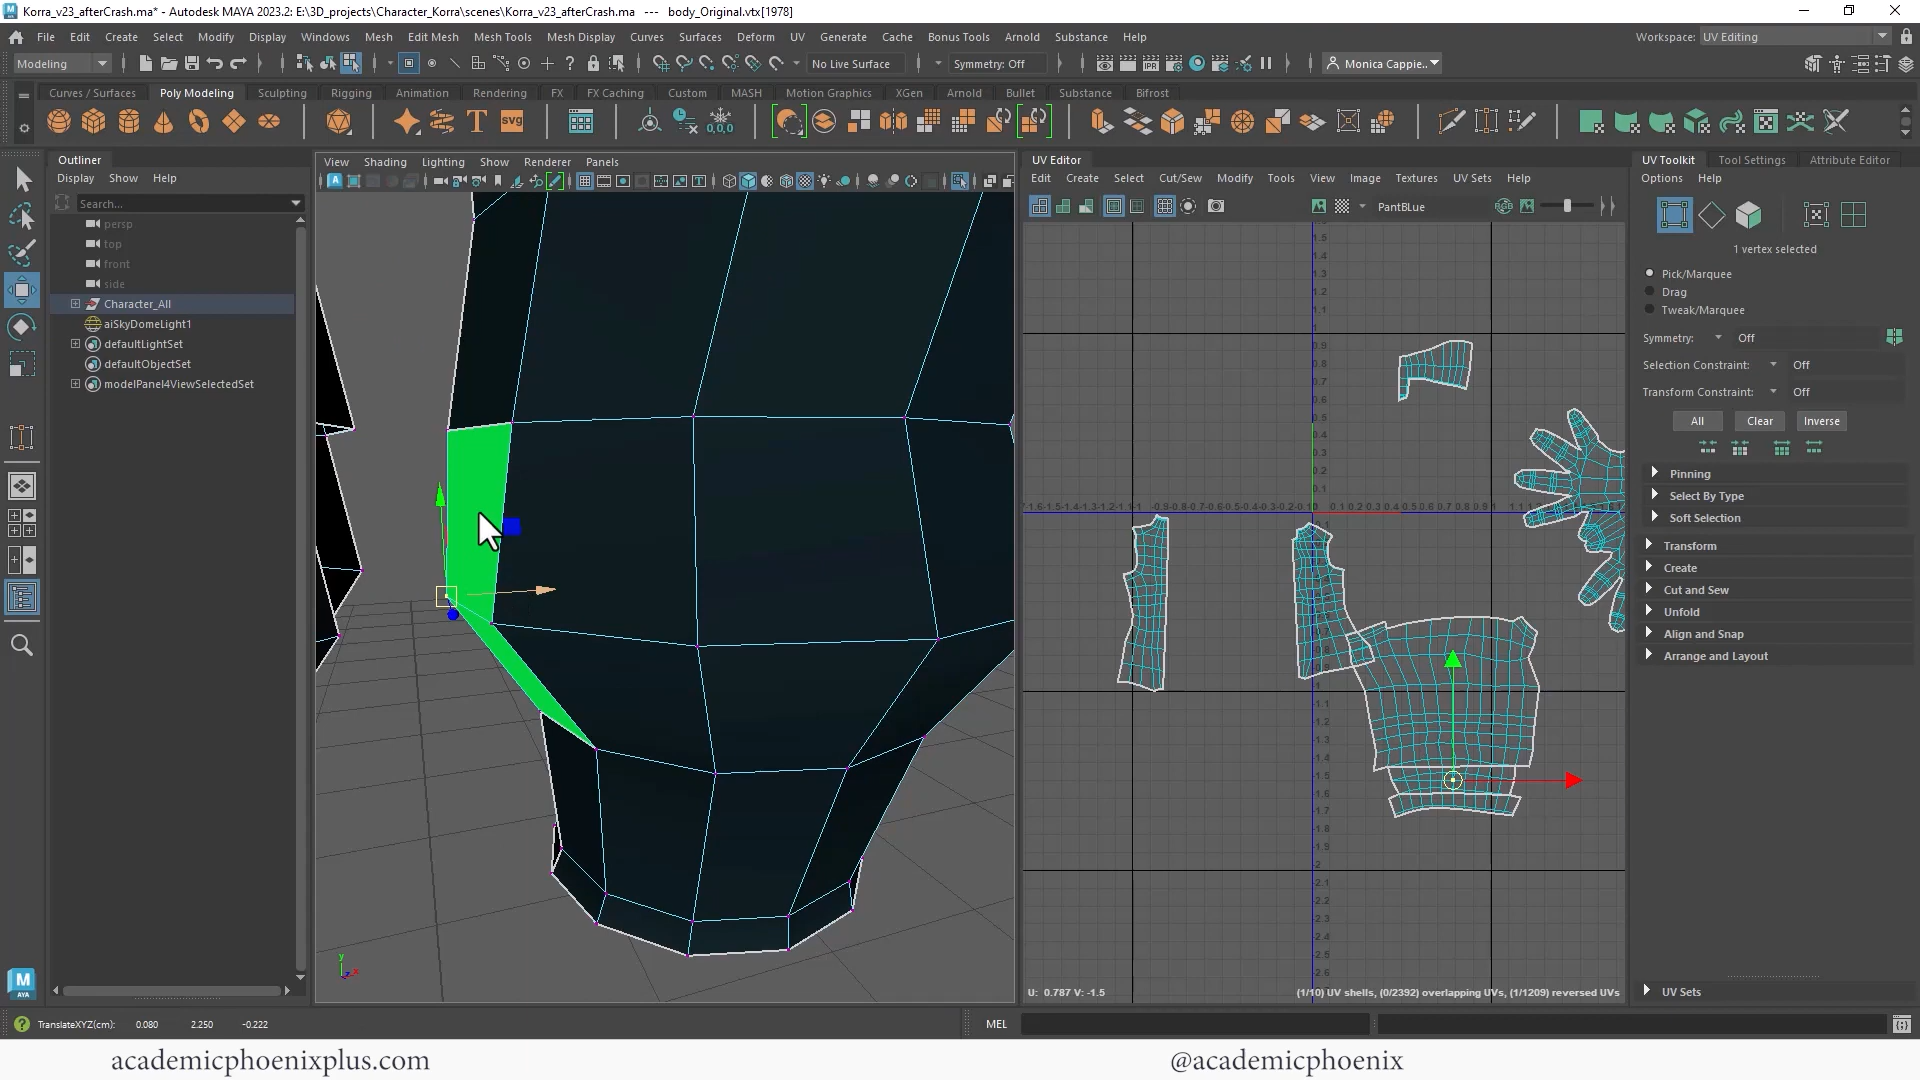 Korra_v23_afterCrash.ma* - Autodesk MAYA 2023.2: E:\3D_projects\Character_Korra\scenes\Korra_v23_afterCrash.ma --- body_Original.vtx[1978]
File Edit Create Select Modify Display Windows Mesh Edit Mesh Mesh Tools Mesh Display Curves Surfaces Deform UV Generate Cache Bonus Tools Arnold Substance Help
Workspace: UV Editing
Modeling No Live Surface Symmetry: Off Monica Cappie...
Curves / Surfaces Poly Modeling Sculpting Rigging Animation Rendering FX FX Caching Custom MASH Motion Graphics XGen Arnold Bullet Substance Bifrost
Outliner
Display Show Help
Search...
persp
top
front
side
Character_All
aiSkyDomeLight1
defaultLightSet
defaultObjectSet
modelPanel4ViewSelectedSet
View Shading Lighting Show Renderer Panels
UV Editor
Edit Create Select Cut/Sew Modify Tools View Image Textures UV Sets Help
PantBLue
U: 0.787 V: -1.5
(1/10) UV shells, (0/2392) overlapping UVs, (1/1209) reversed UVs
UV Toolkit Tool Settings Attribute Editor
Options Help
1 vertex selected
Pick/Marquee
Drag
Tweak/Marquee
Symmetry: Off
Selection Constraint: Off
Transform Constraint: Off
All Clear Inverse
Pinning
Select By Type
Soft Selection
Transform
Create
Cut and Sew
Unfold
Align and Snap
Arrange and Layout
UV Sets
TranslateXYZ(cm): 0.080 2.250 -0.222
MEL
academicphoenixplus.com
@academicphoenix